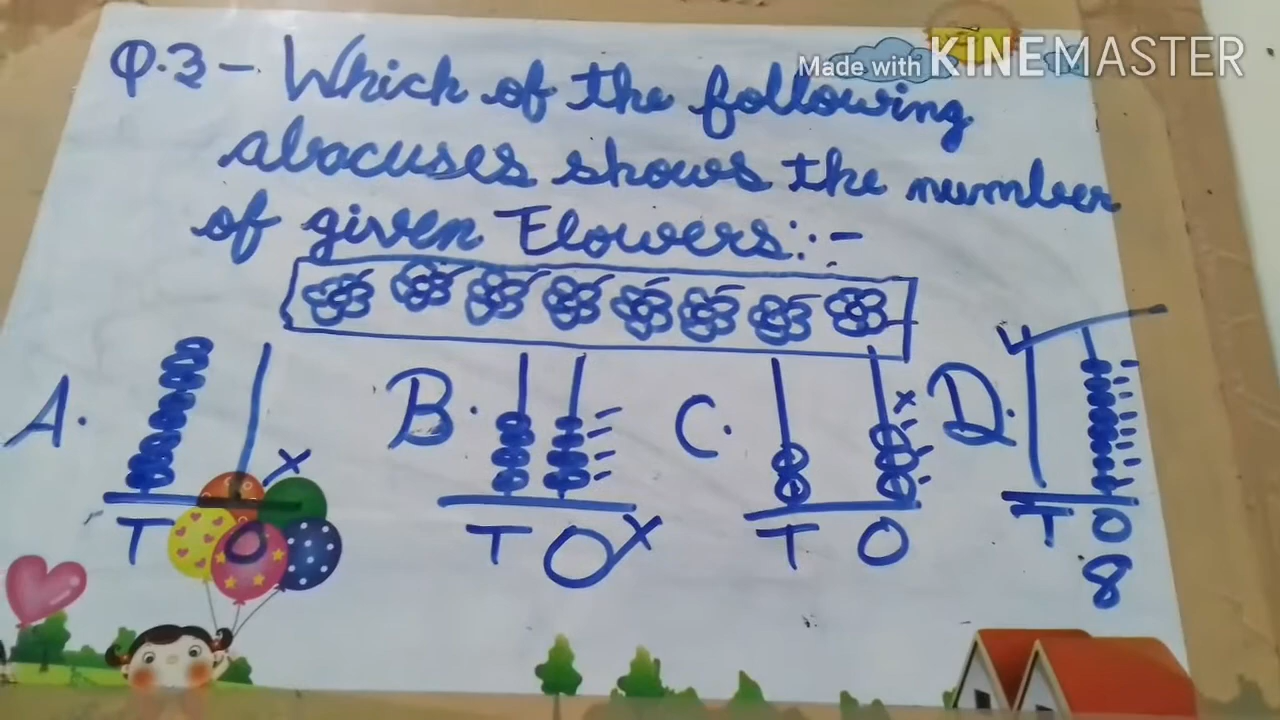 Made with KINEMASTER
Q.3- Which of the following
abacuses shows the number
of given Flowers:-
A. B. C. x D.
x
T O T O x T O T O
8